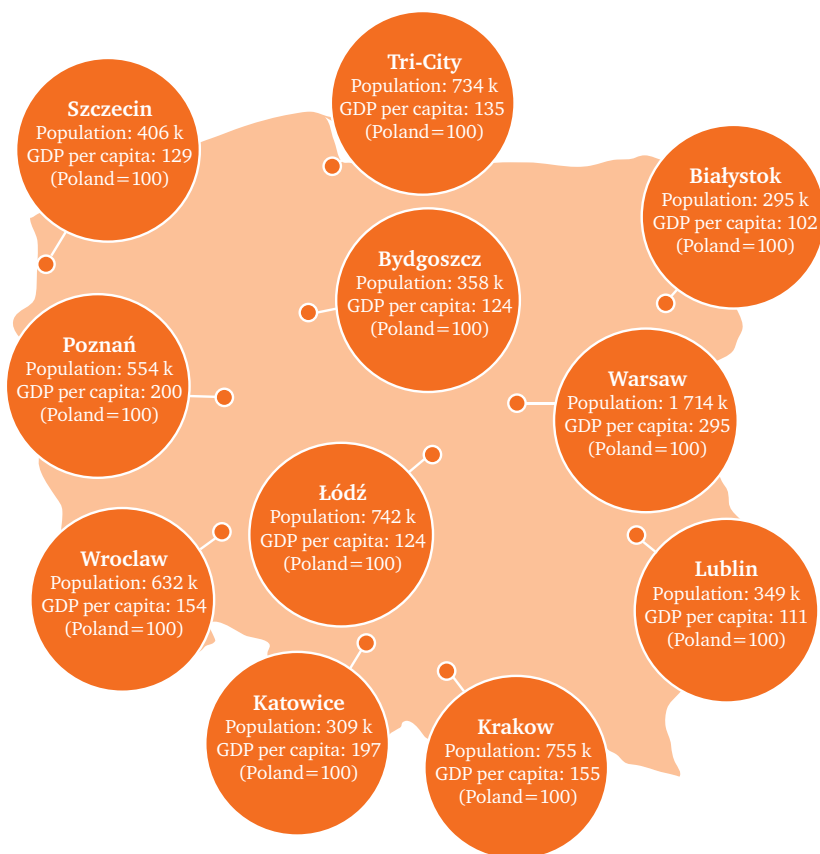 Tri-City
Population: 734 k
GDP per capita: 135
(Poland=100)
Szczecin
Population: 406 k
GDP per capita: 129
(Poland=100)
Białystok
Population: 295 k
GDP per capita: 102
(Poland=100)
Bydgoszcz
Population: 358 k
GDP per capita: 124
(Poland=100)
Poznań
Population: 554 k
GDP per capita: 200
(Poland=100)
Warsaw
Population: 1 714 k
GDP per capita: 295
(Poland=100)
Łódź
Population: 742 k
GDP per capita: 124
(Poland=100)
Wroclaw
Population: 632 k
GDP per capita: 154
(Poland=100)
Lublin
Population: 349 k
GDP per capita: 111
(Poland=100)
Katowice
Population: 309 k
GDP per capita: 197
(Poland=100)
Krakow
Population: 755 k
GDP per capita: 155
(Poland=100)